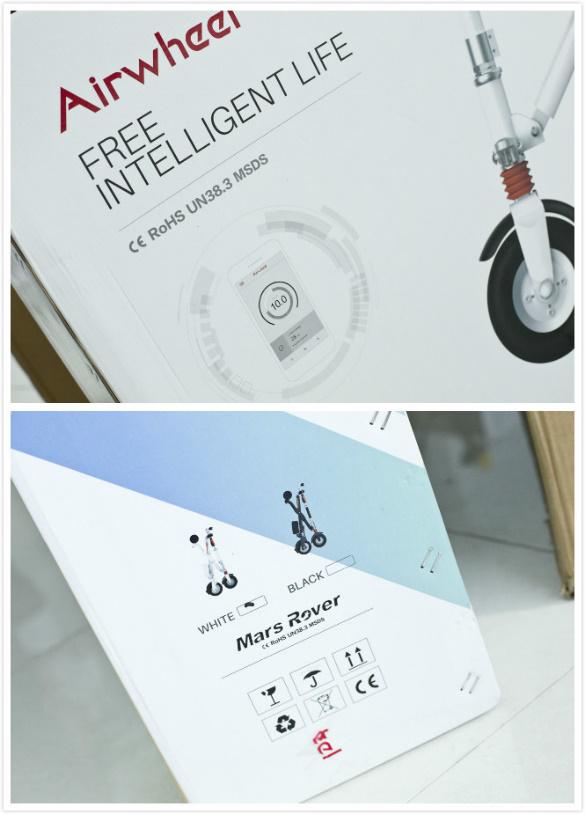 Airwheel
FREE
INTELLIGENT LIFE
CE RoHS UN38.3 MSDS
Airwheel
10.0
WHITE
BLACK
Mars Rover
CE RoHS UN38.3 MSDS
CE